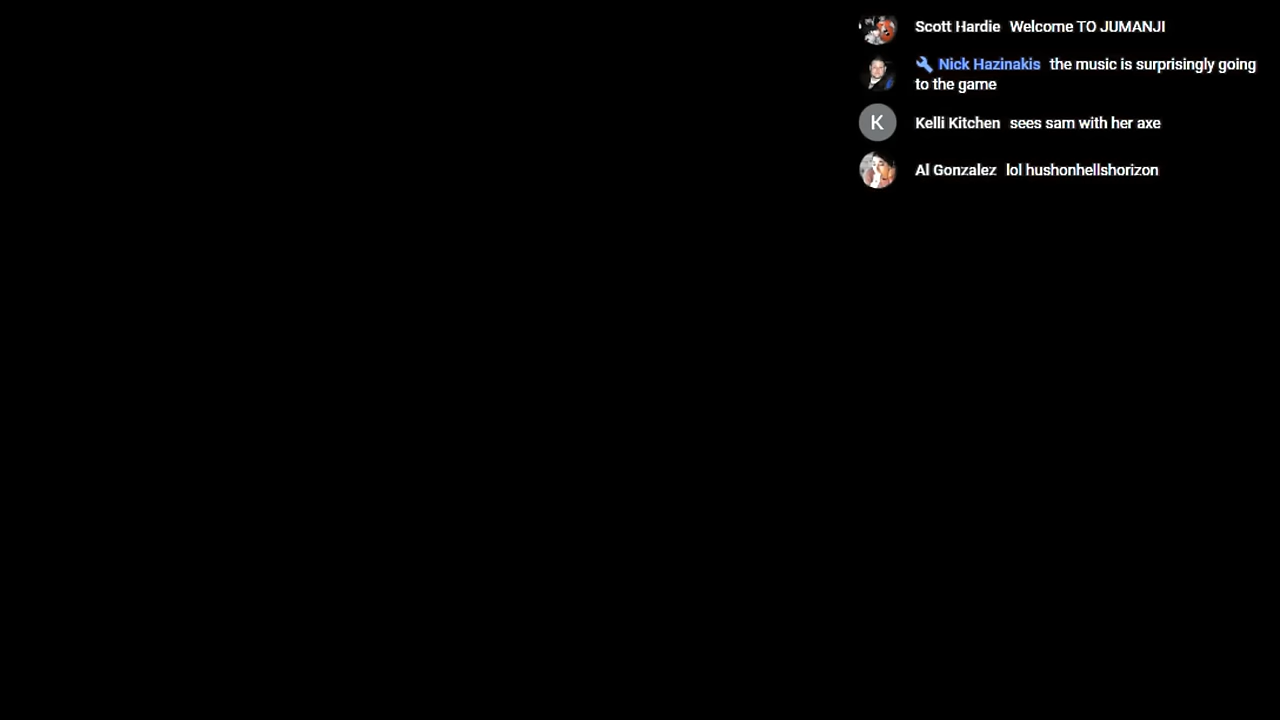 Scott Hardie Welcome TO JUMANJI
Nick Hazinakis the music is surprisingly going
to the game
K Kelli Kitchen sees sam with her axe
Al Gonzalez lol hushonhellshorizon